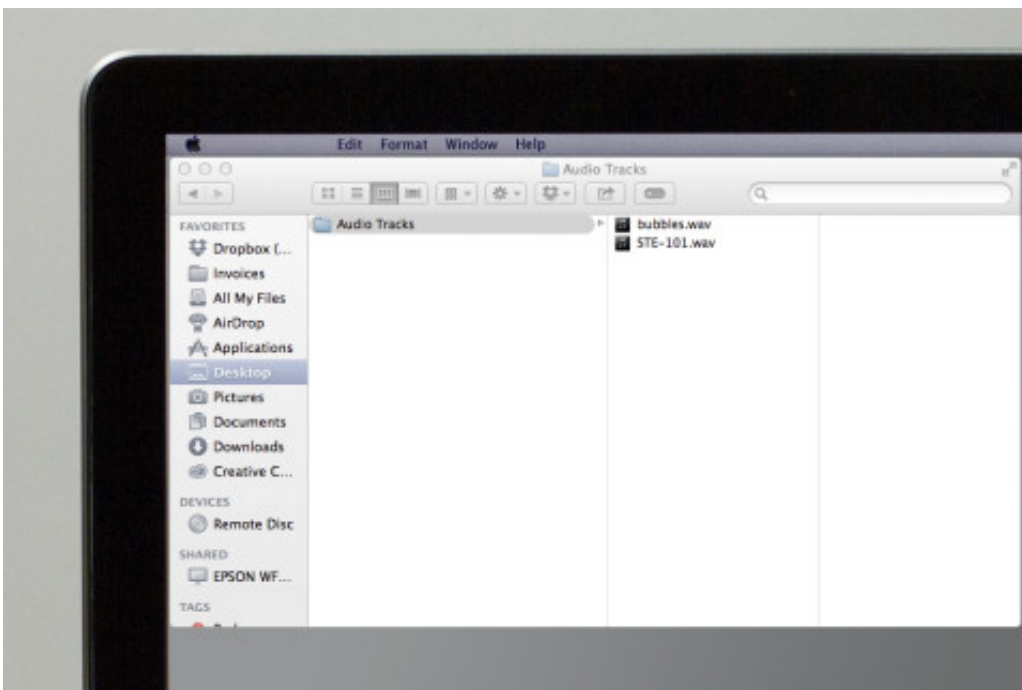 Edit Format Window Help
Audio Tracks
FAVORITES
Dropbox (...
Invoices
All My Files
AirDrop
Applications
Desktop
Pictures
Documents
Downloads
Creative C...
DEVICES
Remote Disc
SHARED
EPSON WF...
TAGS
Audio Tracks
bubbles.wav
STE-101.wav